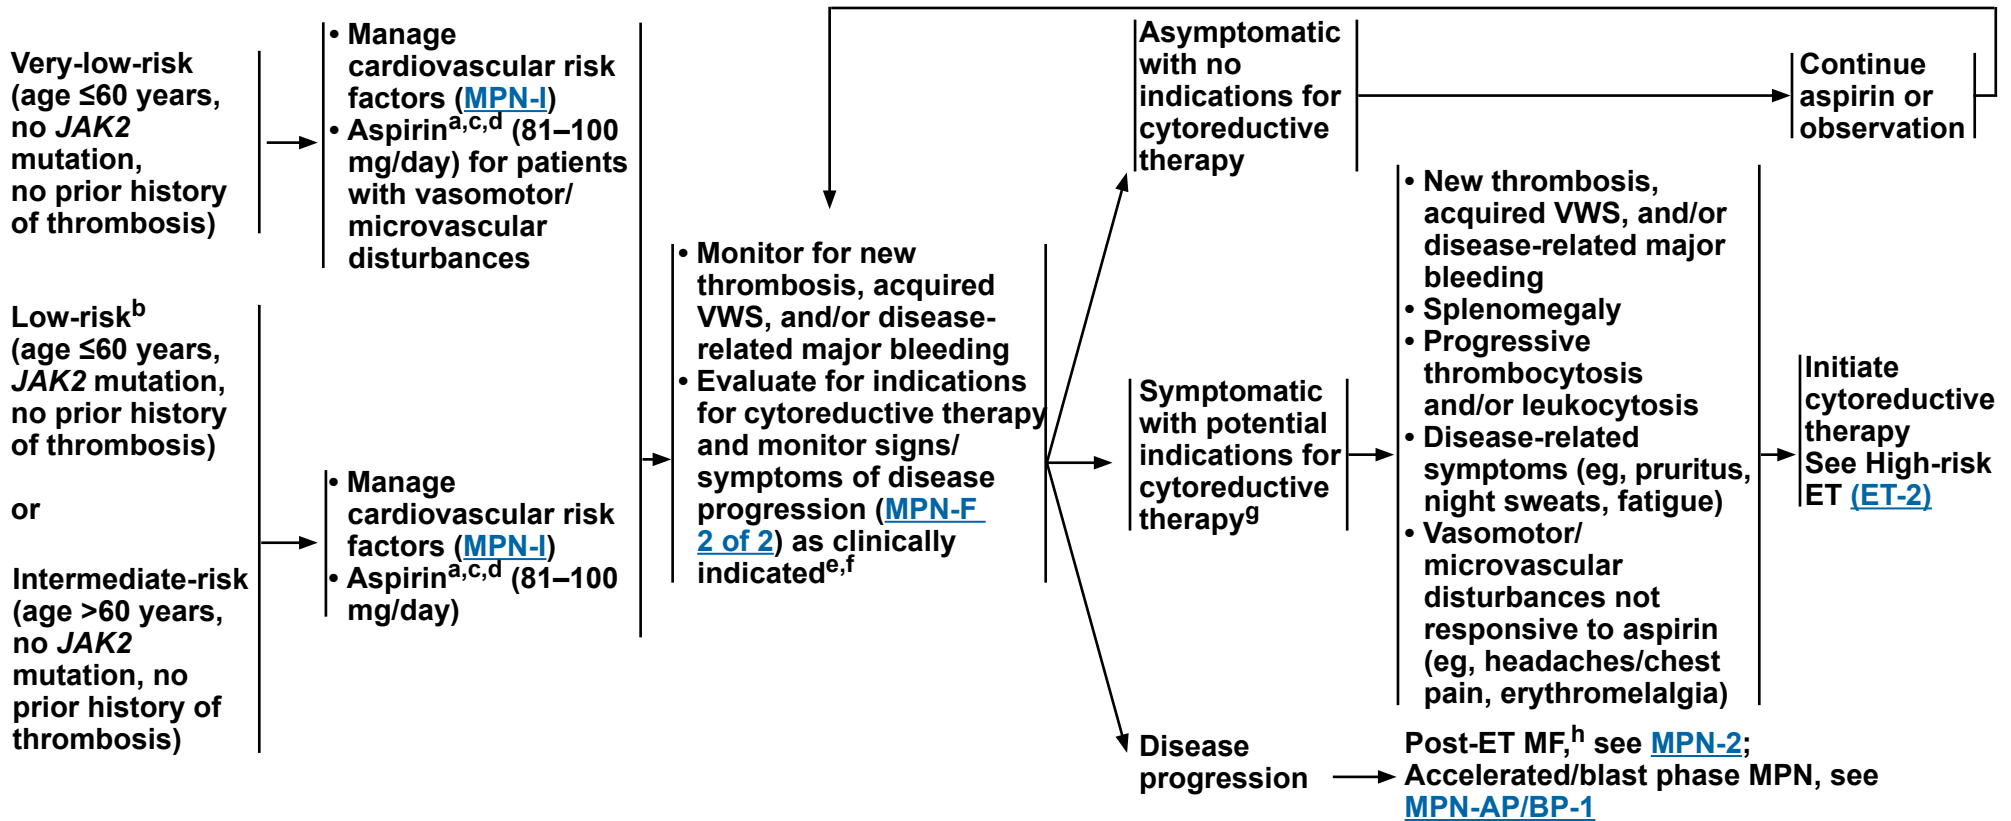 Very-low-risk
(age ≤60 years,
no JAK2
mutation,
no prior history
of thrombosis)
Low-riskb
(age ≤60 years,
JAK2 mutation,
no prior history
of thrombosis)
or
Intermediate-risk
(age >60 years,
no JAK2
mutation, no
prior history of
thrombosis)
• Manage
cardiovascular risk
factors (MPN-I)
• Aspirina,c,d (81–100
mg/day) for patients
with vasomotor/
microvascular
disturbances
• Manage
cardiovascular risk
factors (MPN-I)
• Aspirina,c,d (81–100
mg/day)
• Monitor for new
thrombosis, acquired
VWS, and/or disease-
related major bleeding
• Evaluate for indications
for cytoreductive therapy
and monitor signs/
symptoms of disease
progression (MPN-F
2 of 2) as clinically
indicatede,f
Asymptomatic
with no
indications for
cytoreductive
therapy
Continue
aspirin or
observation
Symptomatic
with potential
indications for
cytoreductive
therapyg
• New thrombosis,
acquired VWS, and/or
disease-related major
bleeding
• Splenomegaly
• Progressive
thrombocytosis
and/or leukocytosis
• Disease-related
symptoms (eg, pruritus,
night sweats, fatigue)
• Vasomotor/
microvascular
disturbances not
responsive to aspirin
(eg, headaches/chest
pain, erythromelalgia)
Initiate
cytoreductive
therapy
See High-risk
ET (ET-2)
Disease
progression
Post-ET MF,h see MPN-2;
Accelerated/blast phase MPN, see
MPN-AP/BP-1